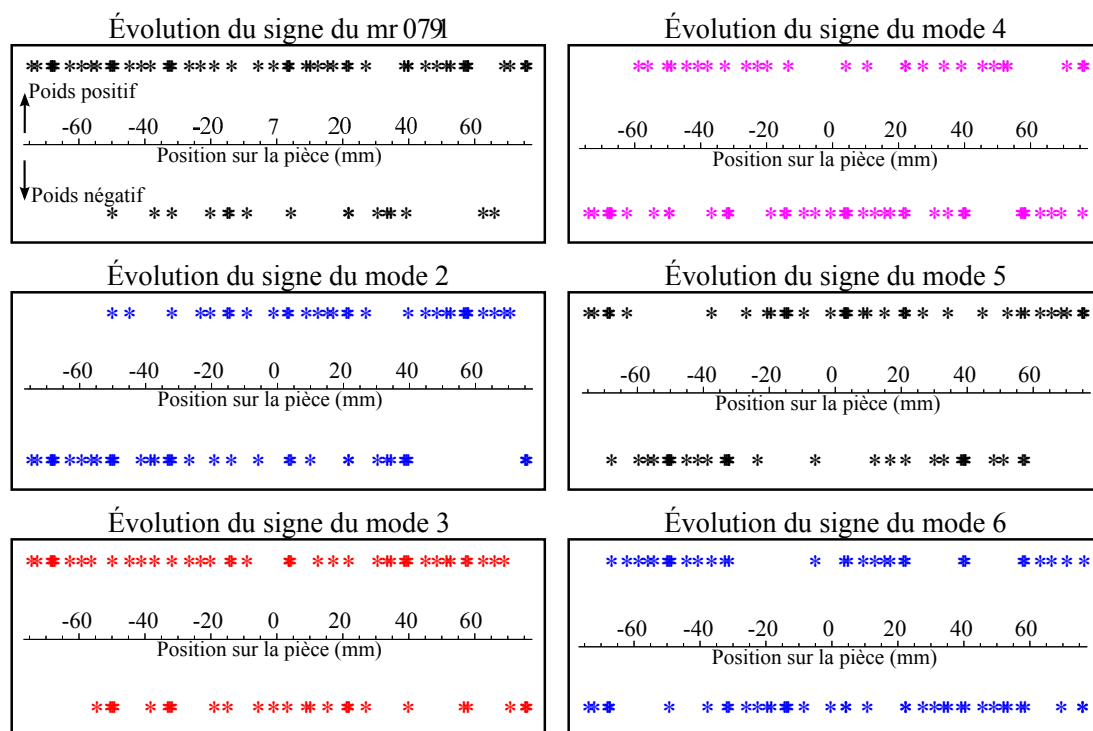 Évolution du signe du mr 0791
Poids positif
-60 -40 -20 7 20 40 60
Position sur la pièce (mm)
Poids négatif
Évolution du signe du mode 4
-60 -40 -20 0 20 40 60
Position sur la pièce (mm)
Évolution du signe du mode 2
-60 -40 -20 0 20 40 60
Position sur la pièce (mm)
Évolution du signe du mode 5
-60 -40 -20 0 20 40 60
Position sur la pièce (mm)
Évolution du signe du mode 3
-60 -40 -20 0 20 40 60
Position sur la pièce (mm)
Évolution du signe du mode 6
-60 -40 -20 0 20 40 60
Position sur la pièce (mm)